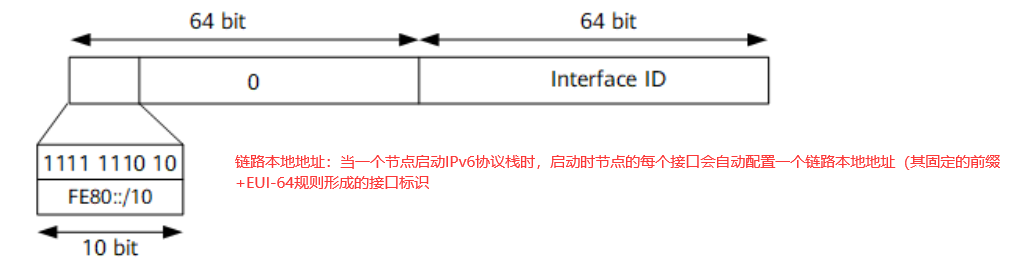 64 bit 64 bit
0 Interface ID
1111 1110 10
FE80::/10
10 bit
链路本地地址：当一个节点启动IPv6协议栈时，启动时节点的每个接口会自动配置一个链路本地地址（其固定的前缀
+EUI-64规则形成的接口标识